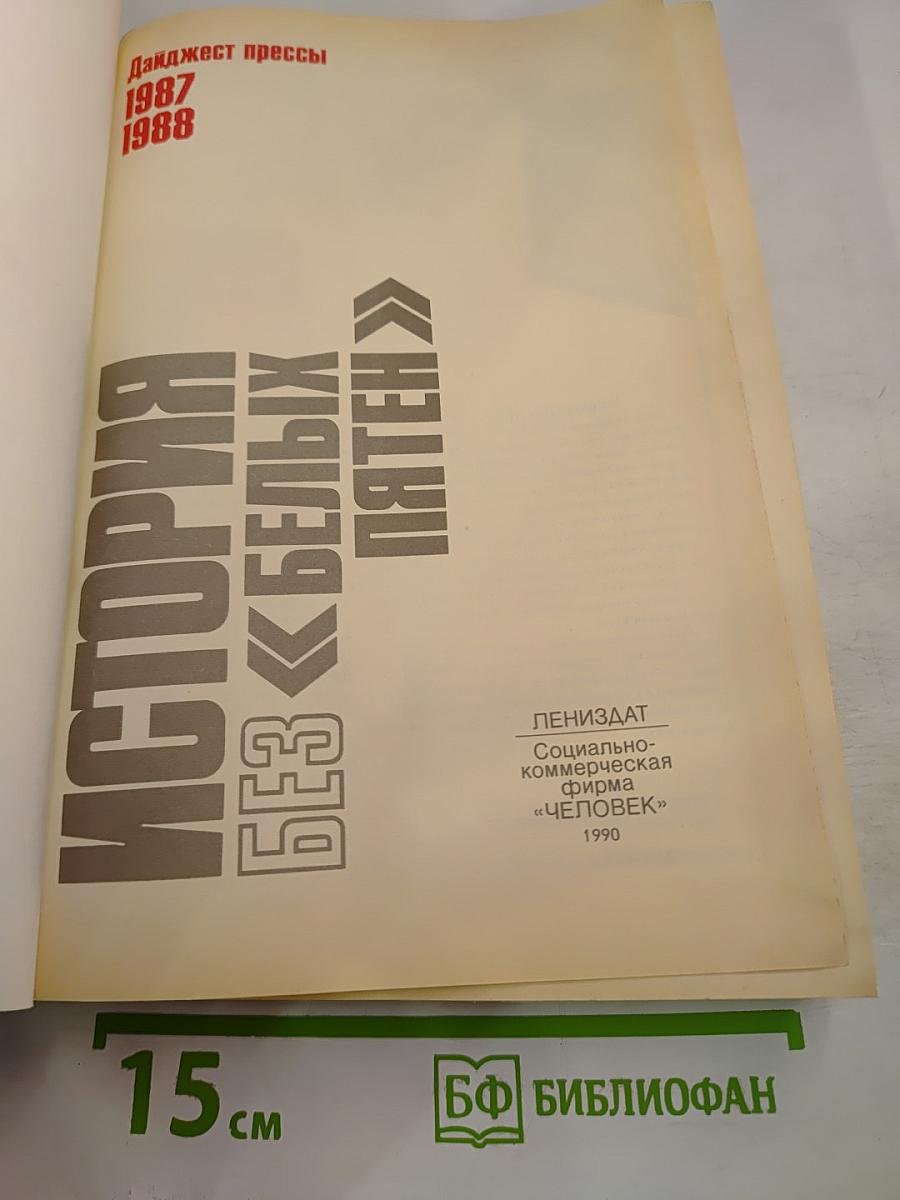 Дайджест прессы
1987
1988
ИСТОРИЯ
БЕЗ «БЕЛЫХ
ПЯТЕН»
ЛЕНИЗДАТ
Социально-
коммерческая
фирма
«ЧЕЛОВЕК»
1990
15 см
БФ БИБЛИОФАН